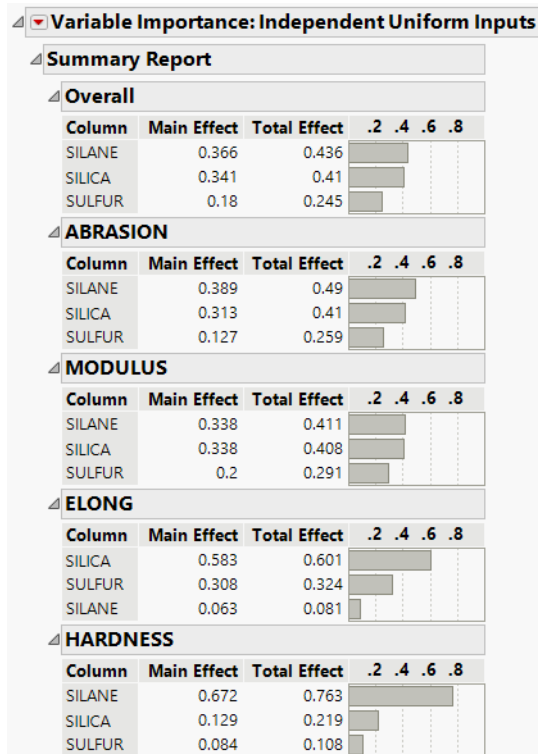 Variable Importance: Independent Uniform Inputs
Summary Report
Overall
Column Main Effect Total Effect .2 .4 .6 .8
SILANE 0.366 0.436
SILICA 0.341 0.41
SULFUR 0.18 0.245
ABRASION
Column Main Effect Total Effect .2 .4 .6 .8
SILANE 0.389 0.49
SILICA 0.313 0.41
SULFUR 0.127 0.259
MODULUS
Column Main Effect Total Effect .2 .4 .6 .8
SILANE 0.338 0.411
SILICA 0.338 0.408
SULFUR 0.2 0.291
ELONG
Column Main Effect Total Effect .2 .4 .6 .8
SILICA 0.583 0.601
SULFUR 0.308 0.324
SILANE 0.063 0.081
HARDNESS
Column Main Effect Total Effect .2 .4 .6 .8
SILANE 0.672 0.763
SILICA 0.129 0.219
SULFUR 0.084 0.108